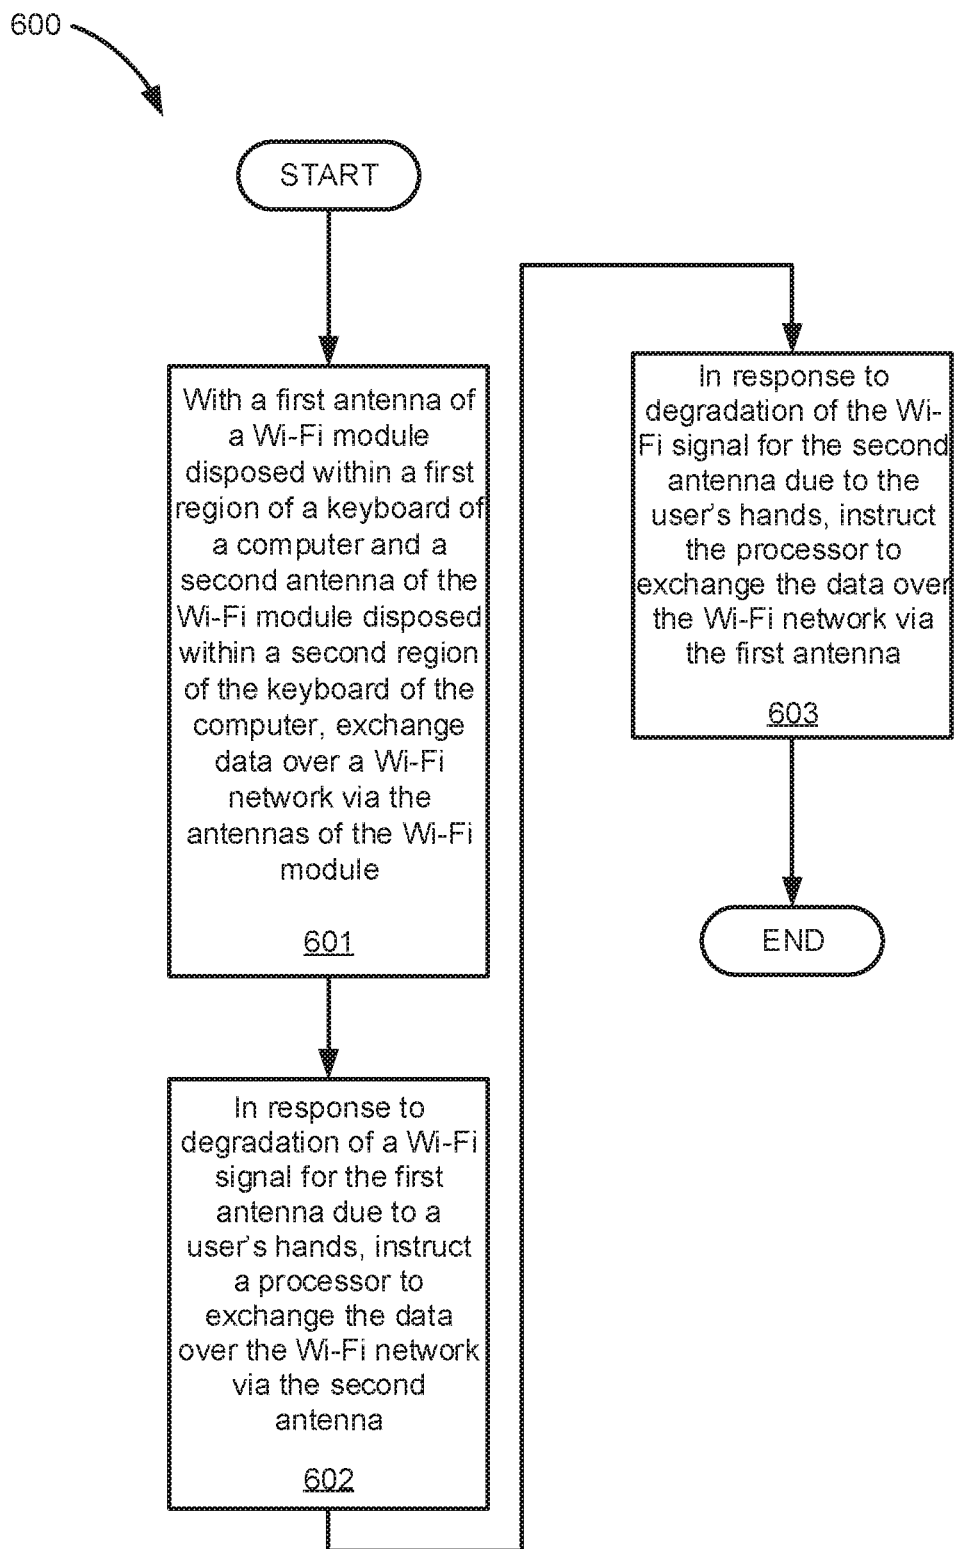 600
START
With a first antenna of
a Wi-Fi module
disposed within a first
region of a keyboard of
a computer and a
second antenna of the
Wi-Fi module disposed
within a second region
of the keyboard of the
computer, exchange
data over a Wi-Fi
network via the
antennas of the Wi-Fi
module
601
In response to
degradation of a Wi-Fi
signal for the first
antenna due to a
user's hands, instruct
a processor to
exchange the data
over the Wi-Fi network
via the second
antenna
602
In response to
degradation of the Wi-
Fi signal for the second
antenna due to the
user's hands, instruct
the processor to
exchange the data over
the Wi-Fi network via
the first antenna
603
END